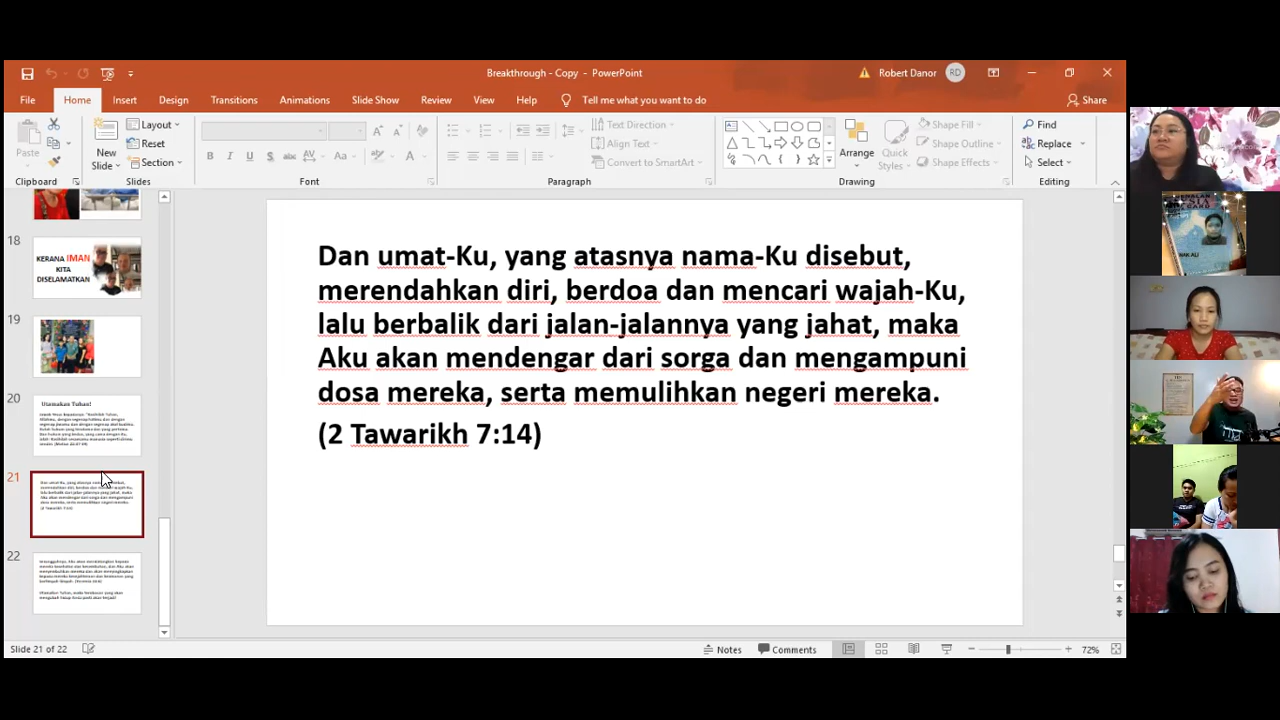 Breakthrough - Copy - PowerPoint
Robert Danor
RD
File
Home
Insert
Design
Transitions
Animations
Slide Show
Review
View
Help
Tell me what you want to do
Share
Paste
Clipboard
New
Slide
Layout
Reset
Section
Slides
B I U S abc AV Aa A
Font
Text Direction
Align Text
Convert to SmartArt
Paragraph
Arrange
Quick
Styles
Shape Fill
Shape Outline
Shape Effects
Drawing
Find
Replace
Select
Editing
18
KERANA IMAN
KITA
DISELAMATKAN
19
20
Utamakan Tuhan!
21
22
Dan umat-Ku, yang atasnya nama-Ku disebut,
merendahkan diri, berdoa dan mencari wajah-Ku,
lalu berbalik dari jalan-jalannya yang jahat, maka
Aku akan mendengar dari sorga dan mengampuni
dosa mereka, serta memulihkan negeri mereka.
(2 Tawarikh 7:14)
Slide 21 of 22
Notes
Comments
72%